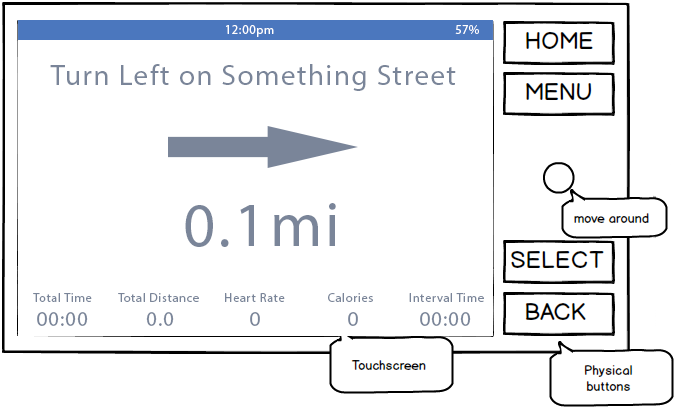 12:00pm 57%
Turn Left on Something Street
0.1mi
Total Time Total Distance Heart Rate Calories Interval Time
00:00 0.0 0 0 00:00
HOME
MENU
move around
SELECT
BACK
Touchscreen
Physical
buttons